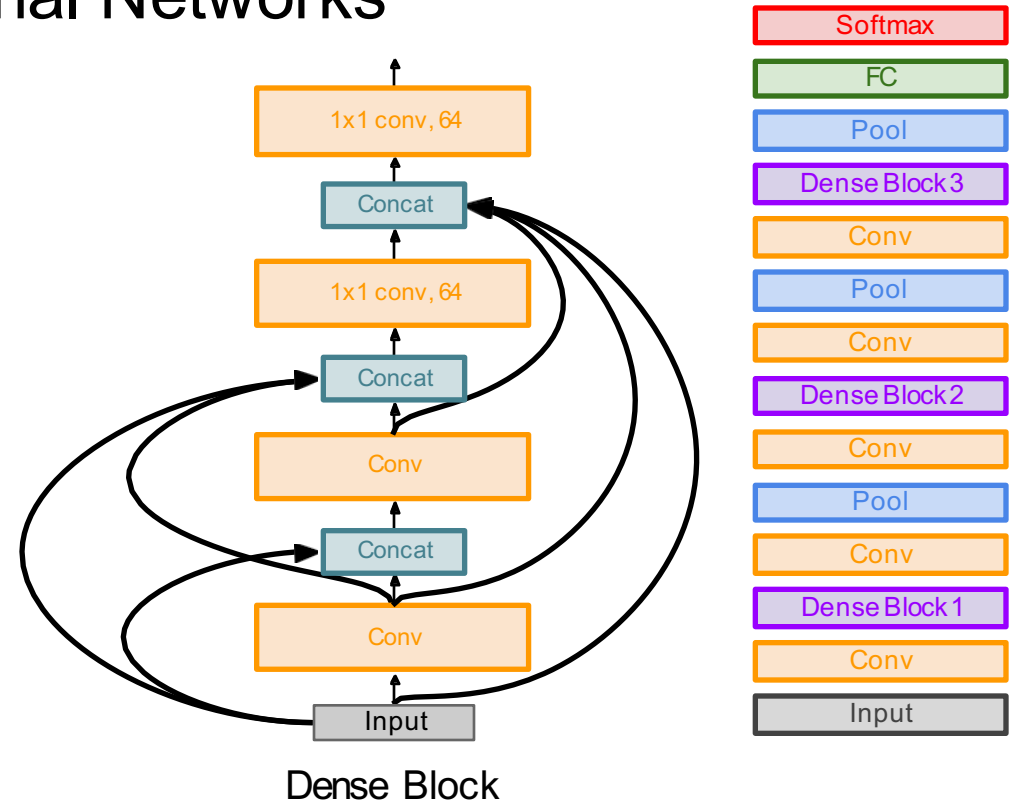 nal Networks
1x1 conv, 64
Concat
1x1 conv, 64
Concat
Conv
Concat
Conv
Input
Dense Block
Softmax
FC
Pool
Dense Block 3
Conv
Pool
Conv
Dense Block 2
Conv
Pool
Conv
Dense Block 1
Conv
Input